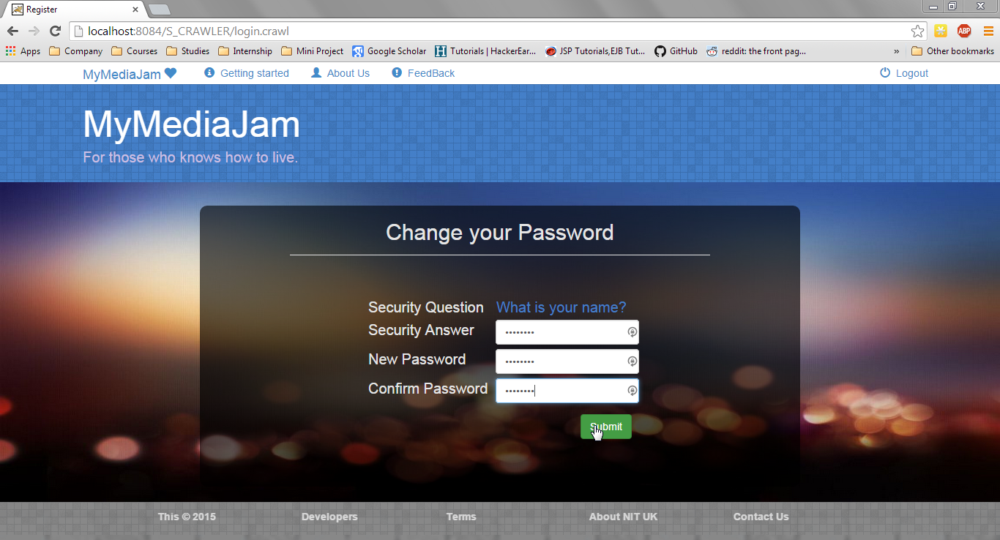 Register
localhost:8084/S_CRAWLER/login.crawl
Apps Company Courses Studies Internship Mini Project Google Scholar Tutorials | HackerEar... JSP Tutorials,EJB Tut... GitHub reddit: the front pag... » Other bookmarks
MyMediaJam Getting started About Us FeedBack Logout
MyMediaJam
For those who knows how to live.
Change your Password
Security Question What is your name?
Security Answer ••••••••
New Password ••••••••
Confirm Password ••••••••
Submit
This © 2015 Developers Terms About NIT UK Contact Us